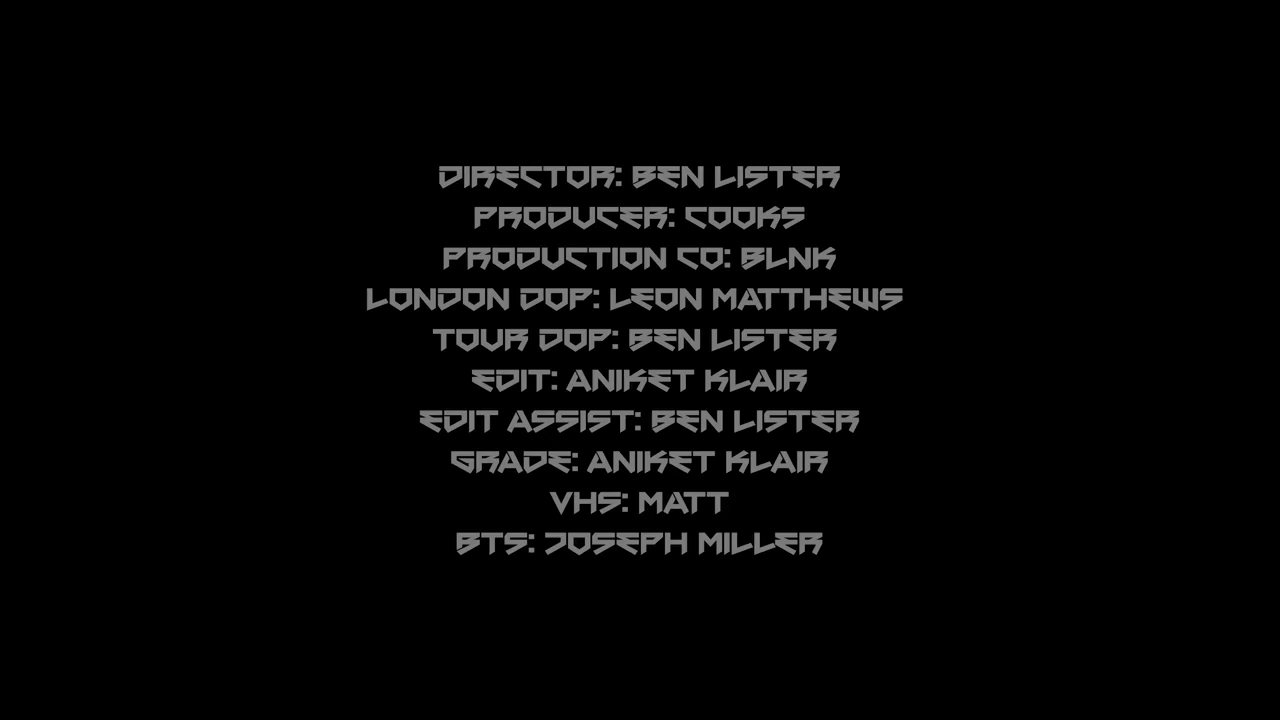 DIRECTOR: BEN LISTER
PRODUCER: COOKS
PRODUCTION CO: BLNK
LONDON DOP: LEON MATTHEWS
TOUR DOP: BEN LISTER
EDIT: ANIKET KLAIR
EDIT ASSIST: BEN LISTER
GRADE: ANIKET KLAIR
VHS: MATT
BTS: JOSEPH MILLER